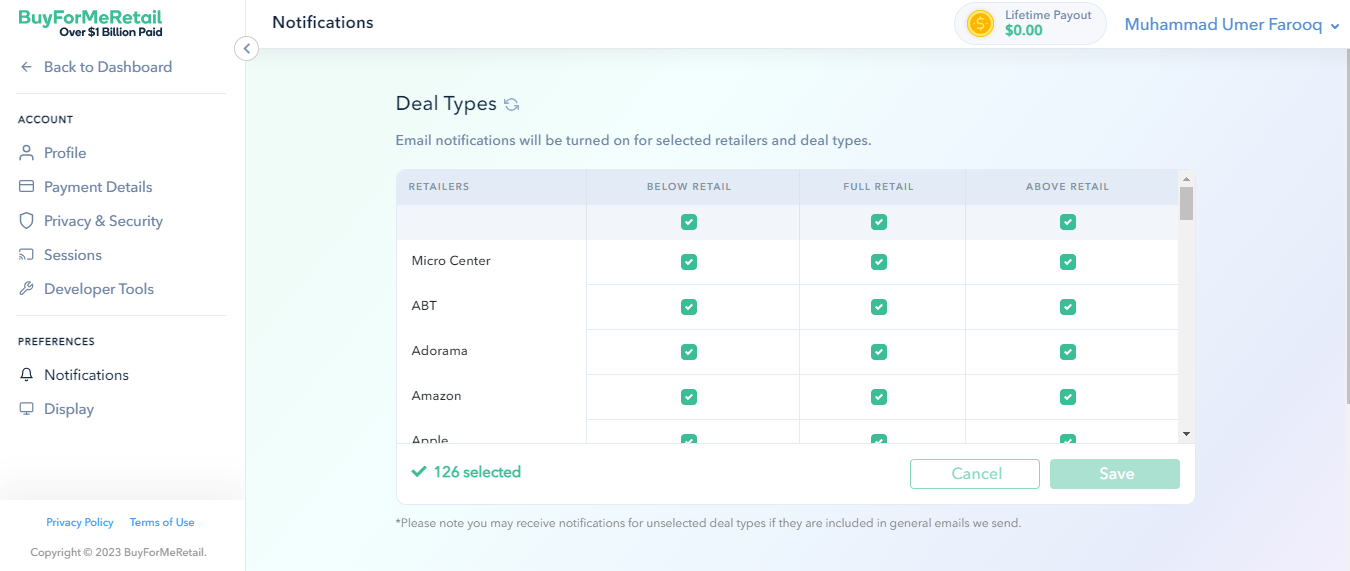 BuyForMeRetail
Over $1 Billion Paid
Back to Dashboard
ACCOUNT
Profile
Payment Details
Privacy & Security
Sessions
Developer Tools
PREFERENCES
Notifications
Display
Privacy Policy Terms of Use
Copyright © 2023 BuyForMeRetail.
Notifications
Lifetime Payout
$0.00
Muhammad Umer Farooq
Deal Types
Email notifications will be turned on for selected retailers and deal types.
RETAILERS BELOW RETAIL FULL RETAIL ABOVE RETAIL
Micro Center
ABT
Adorama
Amazon
Apple
126 selected
Cancel Save
*Please note you may receive notifications for unselected deal types if they are included in general emails we send.